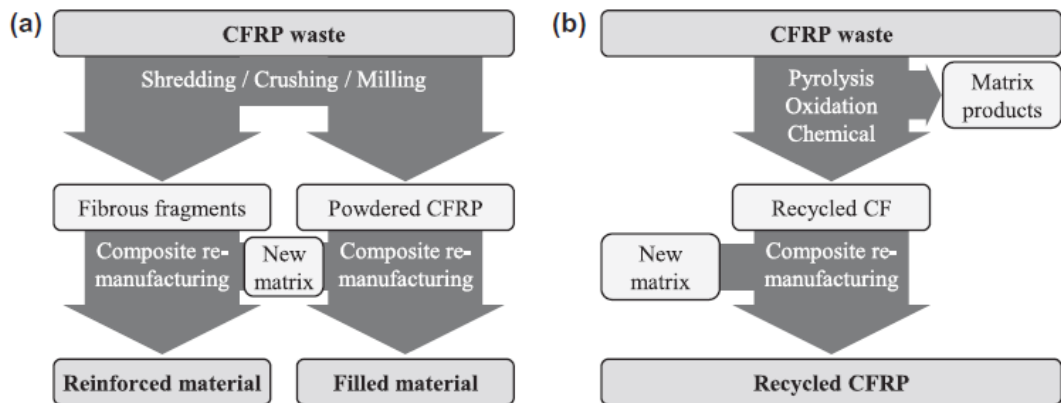 (a)
CFRP waste
Shredding / Crushing / Milling
Fibrous fragments
Powdered CFRP
Composite re-
manufacturing
New
matrix
Composite re-
manufacturing
Reinforced material
Filled material
(b)
CFRP waste
Pyrolysis
Oxidation
Chemical
Matrix
products
Recycled CF
New
matrix
Composite re-
manufacturing
Recycled CFRP